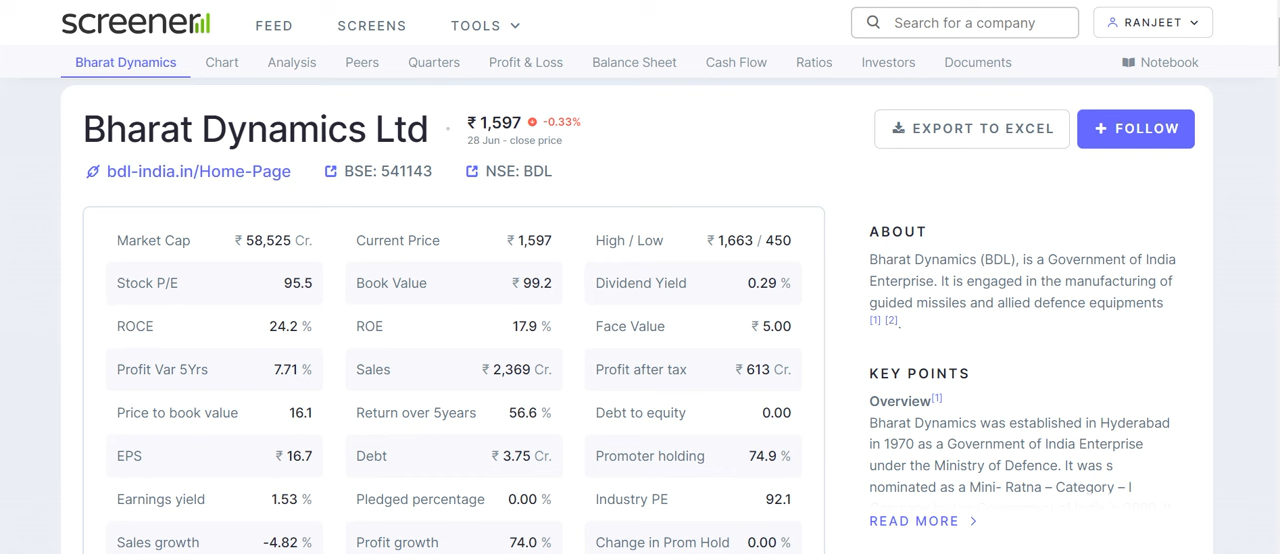 screener
FEED
SCREENS
TOOLS
Search for a company
RANJEET
Bharat Dynamics
Chart
Analysis
Peers
Quarters
Profit & Loss
Balance Sheet
Cash Flow
Ratios
Investors
Documents
Notebook
Bharat Dynamics Ltd
₹ 1,597 -0.33%
28 Jun - close price
EXPORT TO EXCEL
+ FOLLOW
bdl-india.in/Home-Page
BSE: 541143
NSE: BDL
Market Cap ₹ 58,525 Cr.
Current Price ₹ 1,597
High / Low ₹ 1,663 / 450
Stock P/E 95.5
Book Value ₹ 99.2
Dividend Yield 0.29 %
ROCE 24.2 %
ROE 17.9 %
Face Value ₹ 5.00
Profit Var 5Yrs 7.71 %
Sales ₹ 2,369 Cr.
Profit after tax ₹ 613 Cr.
Price to book value 16.1
Return over 5years 56.6 %
Debt to equity 0.00
EPS ₹ 16.7
Debt ₹ 3.75 Cr.
Promoter holding 74.9 %
Earnings yield 1.53 %
Pledged percentage 0.00 %
Industry PE 92.1
Sales growth -4.82 %
Profit growth 74.0 %
Change in Prom Hold 0.00 %
ABOUT
Bharat Dynamics (BDL), is a Government of India
Enterprise. It is engaged in the manufacturing of
guided missiles and allied defence equipments
[1] [2].
KEY POINTS
Overview[1]
Bharat Dynamics was established in Hyderabad
in 1970 as a Government of India Enterprise
under the Ministry of Defence. It was s
nominated as a Mini- Ratna – Category – I
READ MORE